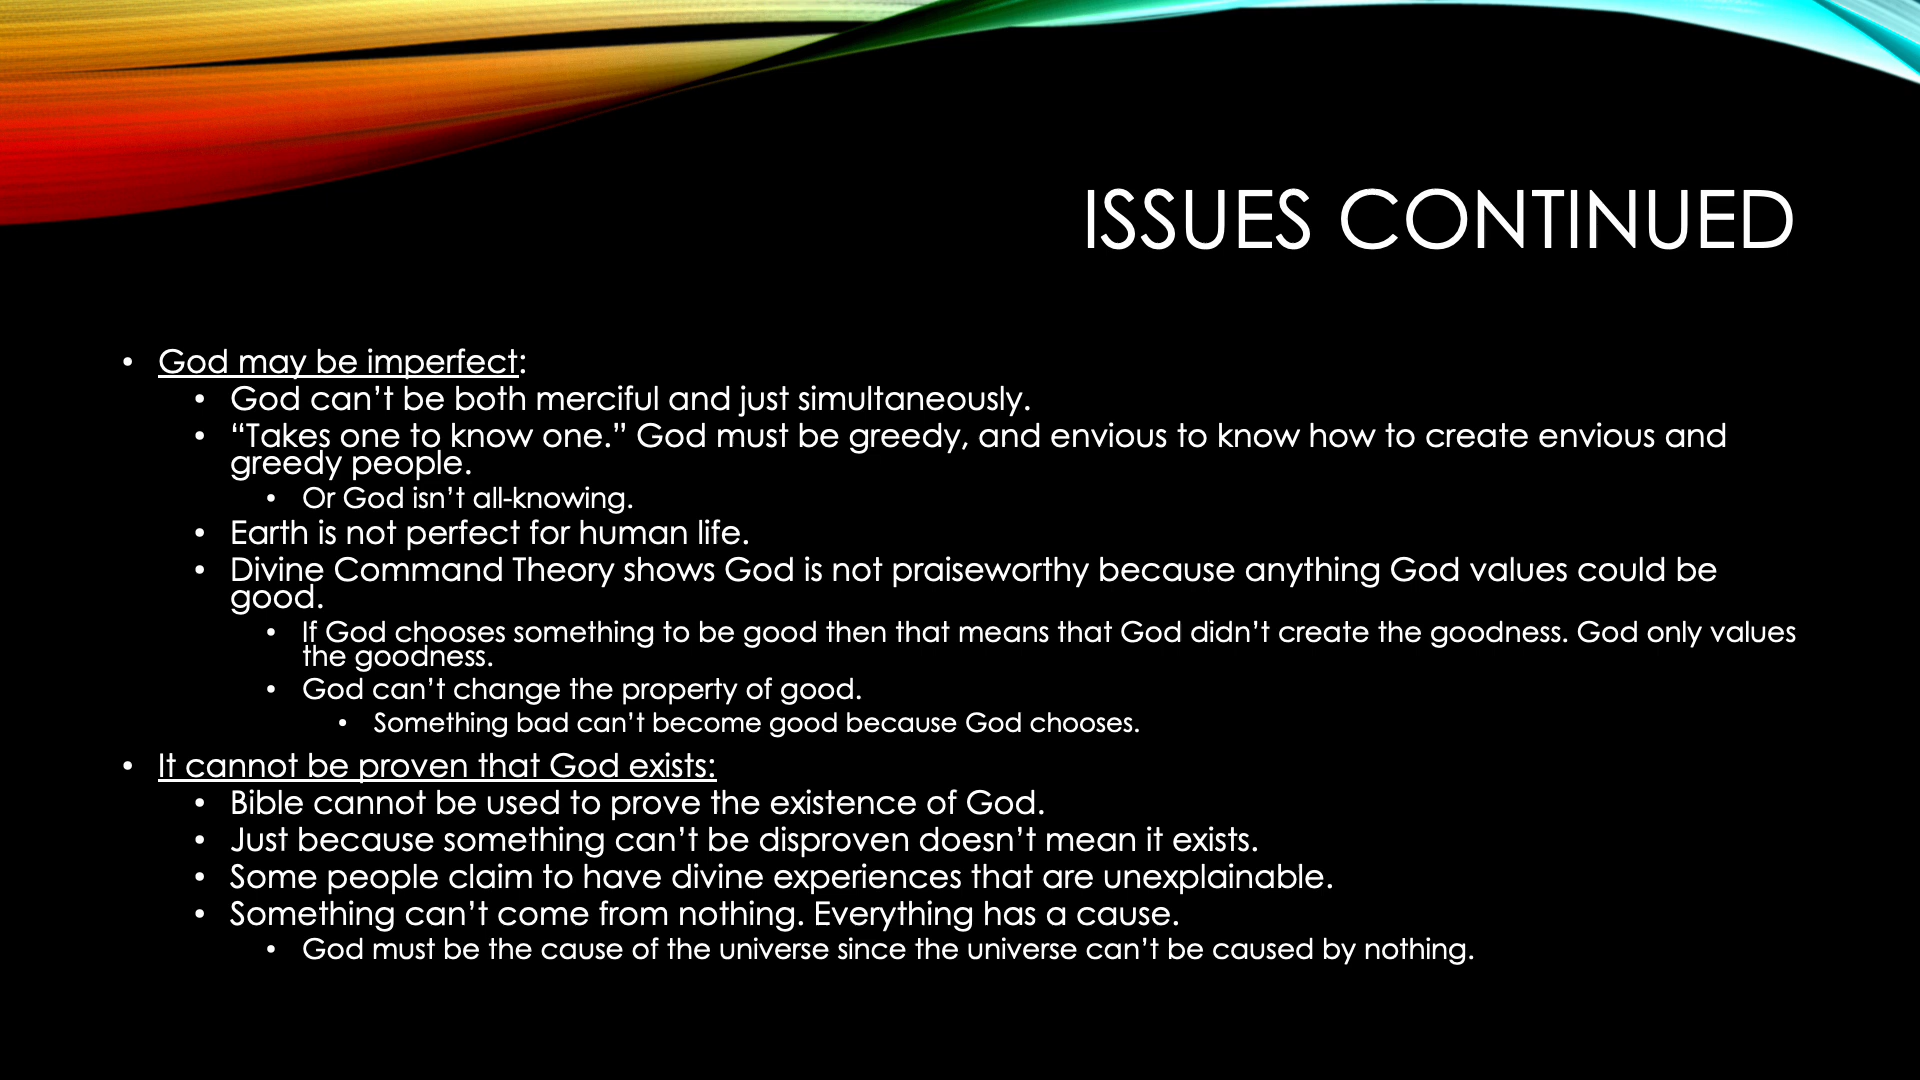 ISSUES CONTINUED
• God may be imperfect:
• God can’t be both merciful and just simultaneously.
• “Takes one to know one.” God must be greedy, and envious to know how to create envious and
greedy people.
• Or God isn’t all-knowing.
• Earth is not perfect for human life.
• Divine Command Theory shows God is not praiseworthy because anything God values could be
good.
• If God chooses something to be good then that means that God didn’t create the goodness. God only values
the goodness.
• God can’t change the property of good.
• Something bad can’t become good because God chooses.
• It cannot be proven that God exists:
• Bible cannot be used to prove the existence of God.
• Just because something can’t be disproven doesn’t mean it exists.
• Some people claim to have divine experiences that are unexplainable.
• Something can’t come from nothing. Everything has a cause.
• God must be the cause of the universe since the universe can’t be caused by nothing.